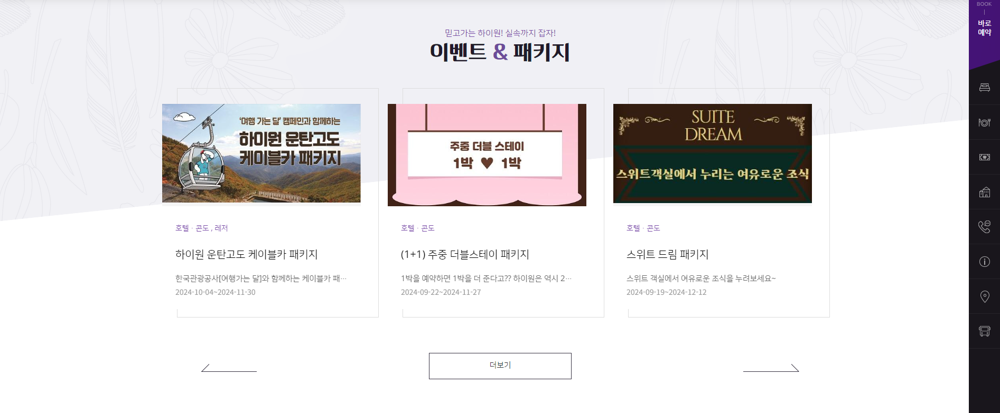 BOOK
바로
예약
믿고가는 하이원! 실속까지 잡자!
이벤트 & 패키지
'여행 가는 달' 캠페인과 함께하는
하이원 운탄고도
케이블카 패키지
호텔 · 콘도 , 레저
하이원 운탄고도 케이블카 패키지
한국관광공사[여행가는 달]와 함께하는 케이블카 패…
2024-10-04~2024-11-30
주중 더블 스테이
1박 ♥ 1박
호텔 · 콘도
(1+1) 주중 더블스테이 패키지
1박을 예약하면 1박을 더 준다고?? 하이원은 역시 2…
2024-09-22~2024-11-27
SUITE
DREAM
스위트객실에서 누리는 여유로운 조식
호텔 · 콘도
스위트 드림 패키지
스위트 객실에서 여유로운 조식을 누려보세요~
2024-09-19~2024-12-12
더보기